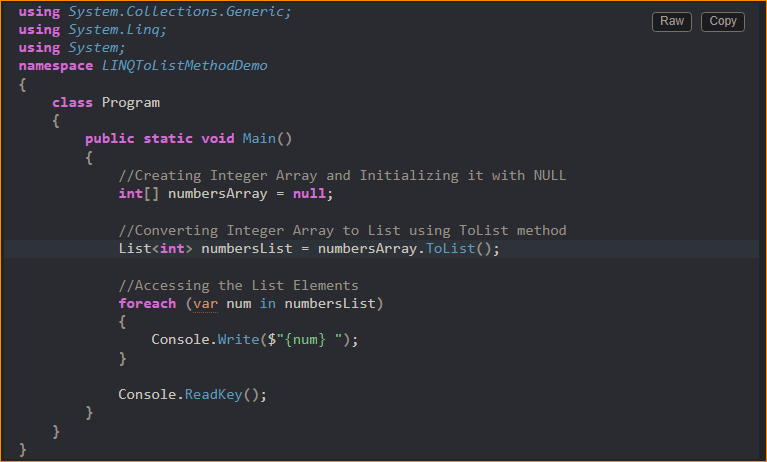 using System.Collections.Generic;
Raw Copy
using System.Linq;
using System;
namespace LINQToListMethodDemo
{
    class Program
    {
        public static void Main()
        {
            //Creating Integer Array and Initializing it with NULL
            int[] numbersArray = null;

            //Converting Integer Array to List using ToList method
            List<int> numbersList = numbersArray.ToList();

            //Accessing the List Elements
            foreach (var num in numbersList)
            {
                Console.Write($"{num} ");
            }

            Console.ReadKey();
        }
    }
}